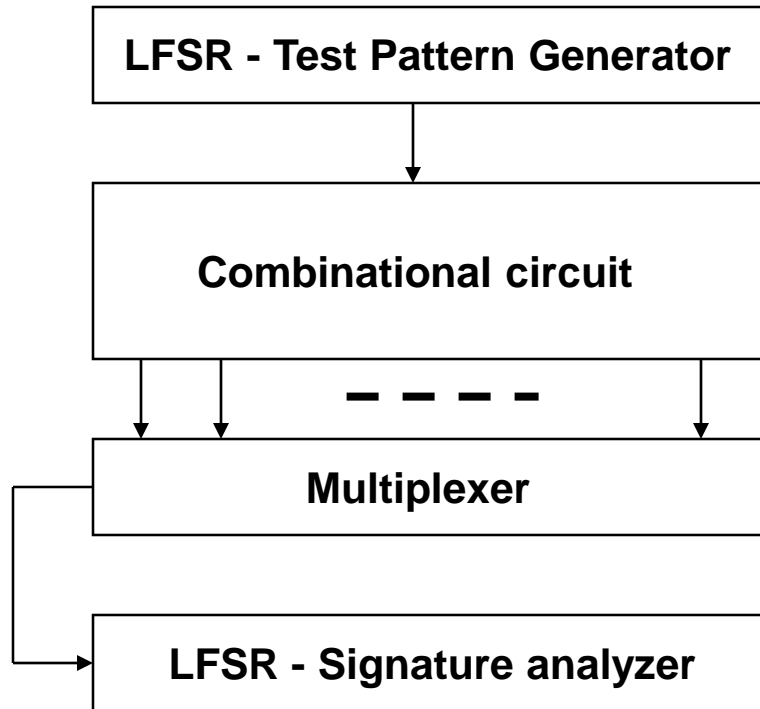 LFSR - Test Pattern Generator
Combinational circuit
Multiplexer
LFSR - Signature analyzer